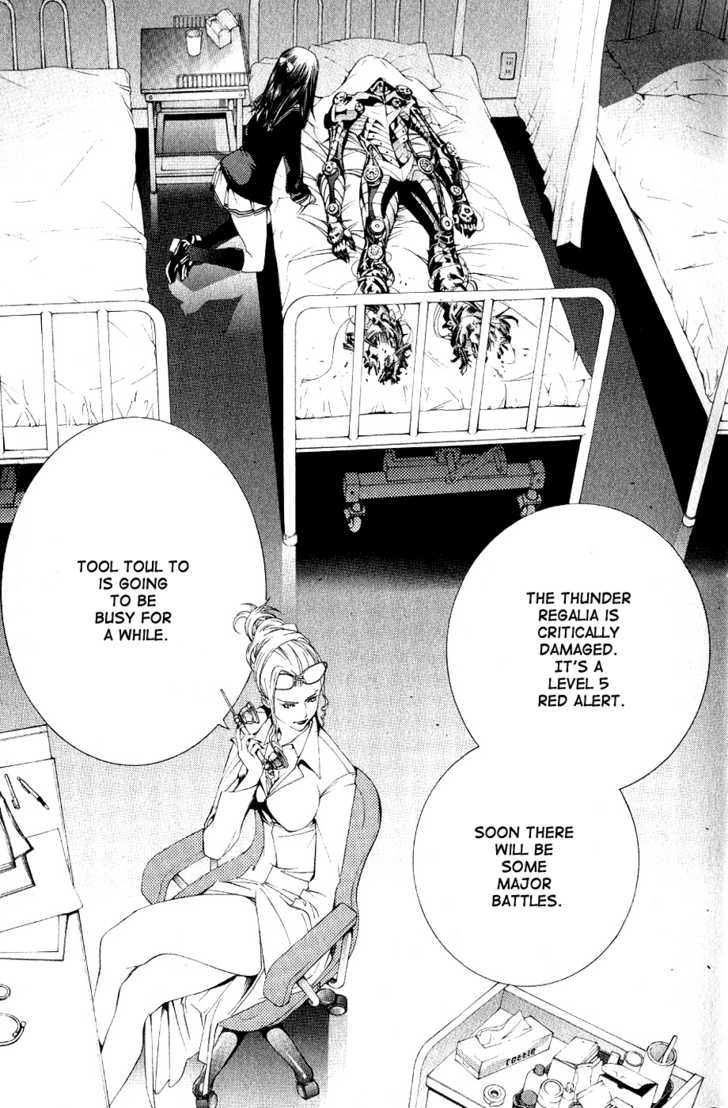 TOOL TOUL TO
IS GOING
TO BE
BUSY FOR
A WHILE.
THE THUNDER
REGALIA IS
CRITICALLY
DAMAGED.
IT'S A
LEVEL 5
RED ALERT.
SOON THERE
WILL BE
SOME
MAJOR
BATTLES.